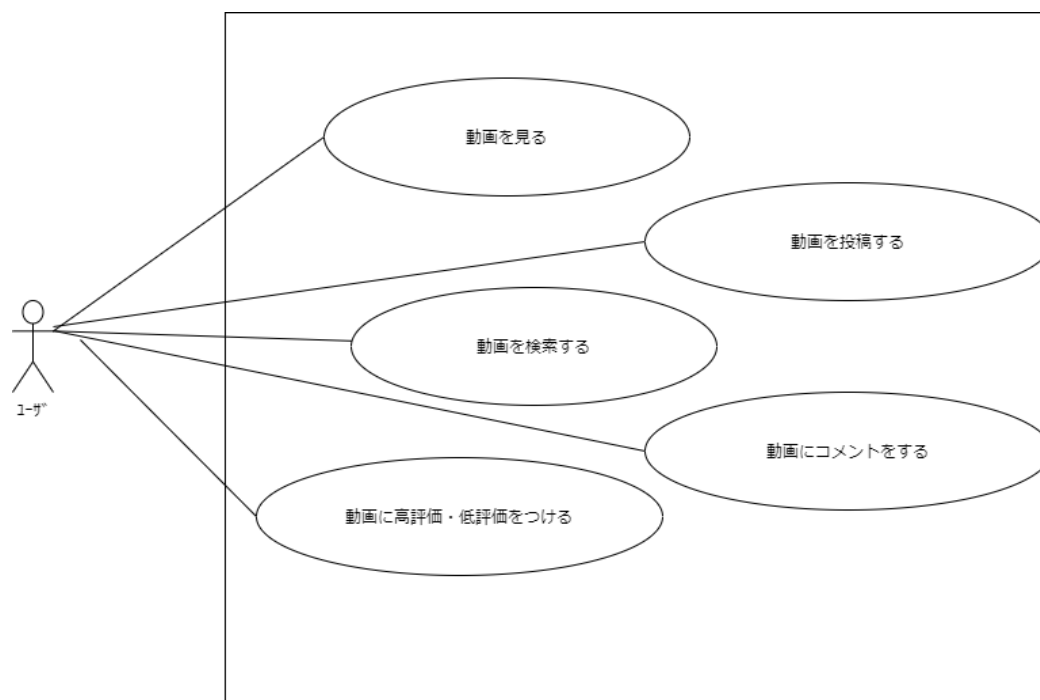 動画を見る
動画を投稿する
動画を検索する
ﾕｰｻﾞ
動画にコメントをする
動画に高評価・低評価をつける